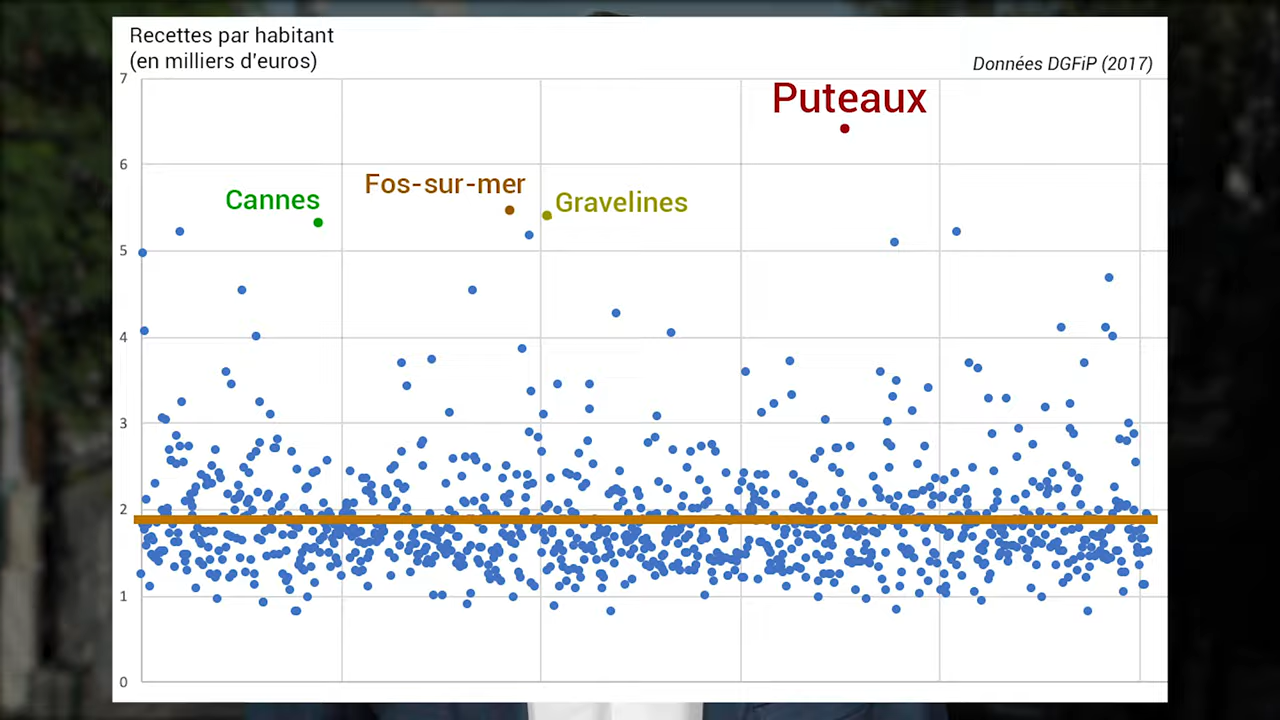 Recettes par habitant
(en milliers d'euros)
Données DGFiP (2017)
7
Puteaux
6
Fos-sur-mer
Cannes
Gravelines
5
4
3
2
1
0